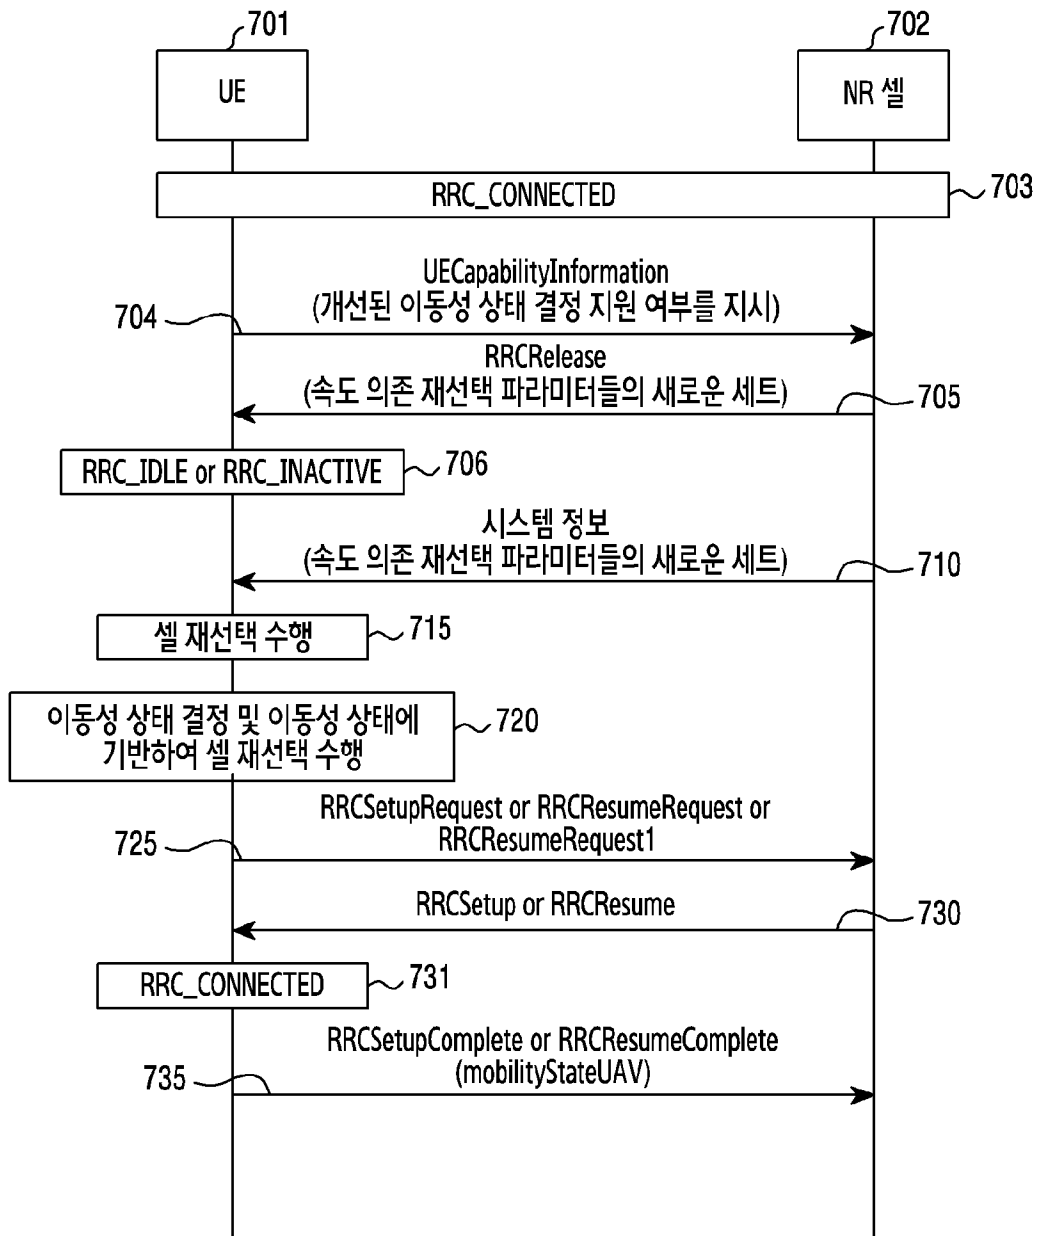 701
702
UE
NR 셀
RRC_CONNECTED
703
UECapabilityInformation
(개선된 이동성 상태 결정 지원 여부를 지시)
704
RRCRelease
(속도 의존 재선택 파라미터들의 새로운 세트)
705
RRC_IDLE or RRC_INACTIVE
706
시스템 정보
(속도 의존 재선택 파라미터들의 새로운 세트)
710
셀 재선택 수행
715
이동성 상태 결정 및 이동성 상태에
기반하여 셀 재선택 수행
720
RRCSetupRequest or RRCResumeRequest or
RRCResumeRequest1
725
RRCSetup or RRCResume
730
RRC_CONNECTED
731
RRCSetupComplete or RRCResumeComplete
(mobilityStateUAV)
735